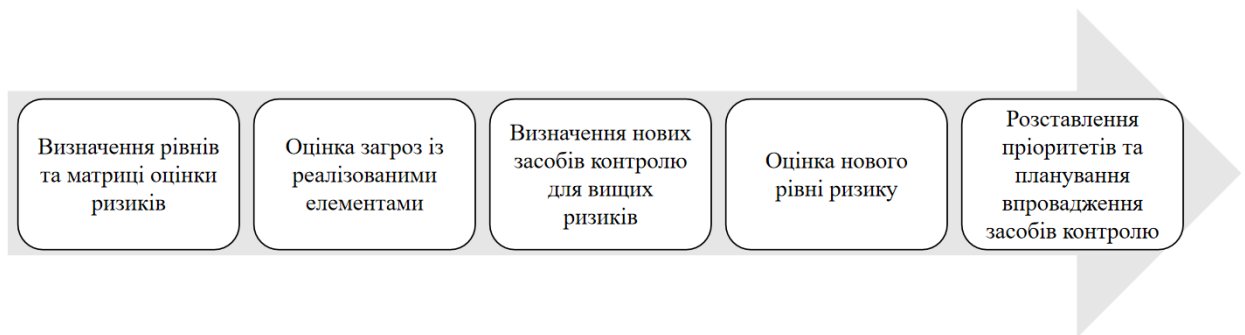 Визначення рівнів
та матриці оцінки
ризиків
Оцінка загроз із
реалізованими
елементами
Визначення нових
засобів контролю
для вищих
ризиків
Оцінка нового
рівні ризику
Розставлення
пріоритетів та
планування
впровадження
засобів контролю